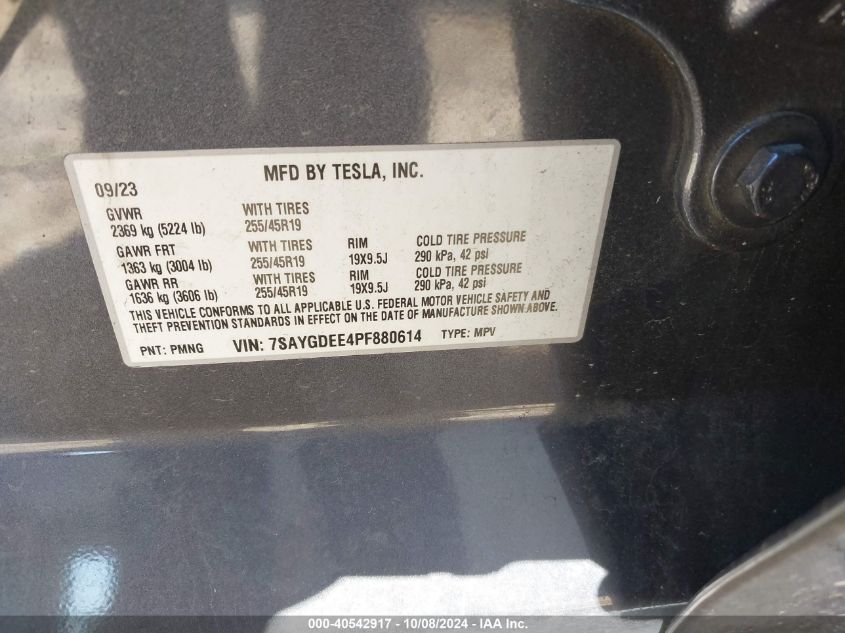 MFD BY TESLA, INC.
09/23
GVWR WITH TIRES
2369 kg (5224 lb) 255/45R19
GAWR FRT WITH TIRES RIM COLD TIRE PRESSURE
1363 kg (3004 lb) 255/45R19 19X9.5J 290 kPa, 42 psi
GAWR RR WITH TIRES RIM COLD TIRE PRESSURE
1636 kg (3606 lb) 255/45R19 19X9.5J 290 kPa, 42 psi
THIS VEHICLE CONFORMS TO ALL APPLICABLE U.S. FEDERAL MOTOR VEHICLE SAFETY AND
THEFT PREVENTION STANDARDS IN EFFECT ON THE DATE OF MANUFACTURE SHOWN ABOVE.
PNT: PMNG VIN: 7SAYGDEE4PF880614 TYPE: MPV
000-40542917 - 10/08/2024 - IAA Inc.